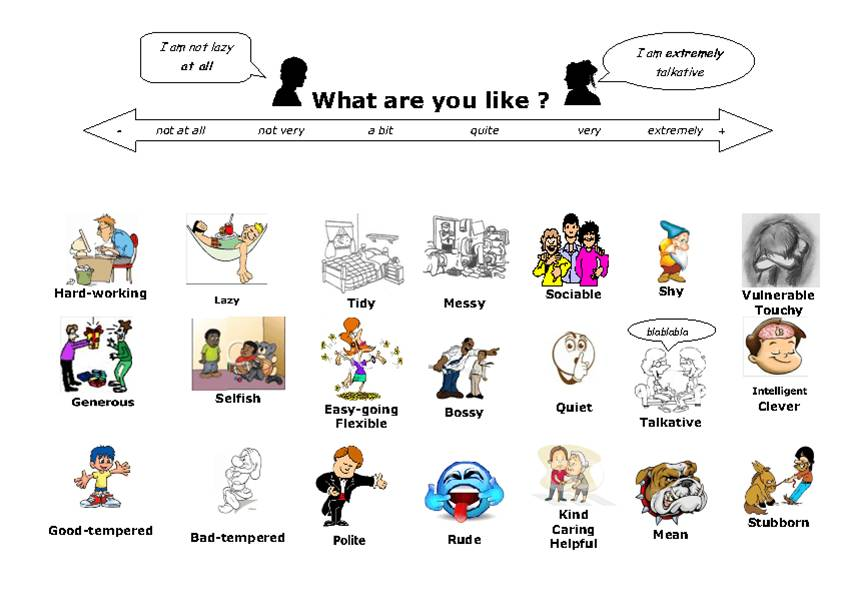 I am not lazy
at all
I am extremely
talkative
What are you like ?
- not at all not very a bit quite very extremely +
Hard-working
Lazy
Tidy
Messy
Sociable
Shy
Vulnerable
Touchy
blablabla
Generous
Selfish
Easy-going
Flexible
Bossy
Quiet
Talkative
Intelligent
Clever
Good-tempered
Bad-tempered
Polite
Rude
Kind
Caring
Helpful
Mean
Stubborn